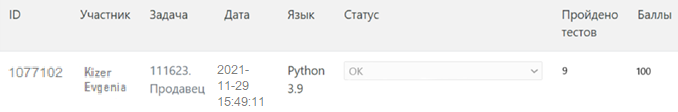 ID Участник Задача Дата Язык Статус Пройдено тестов Баллы
1077102 Kizer Evgenia 111623. Продавец 2021-11-29 15:49:11 Python 3.9 OK 9 100